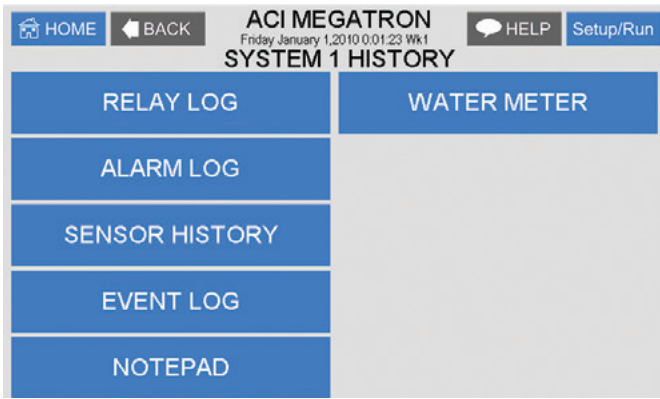 HOME
BACK
ACI MEGATRON
Friday January 1,2010 0:01:23 Wk1
HELP
Setup/Run
SYSTEM 1 HISTORY
RELAY LOG
WATER METER
ALARM LOG
SENSOR HISTORY
EVENT LOG
NOTEPAD